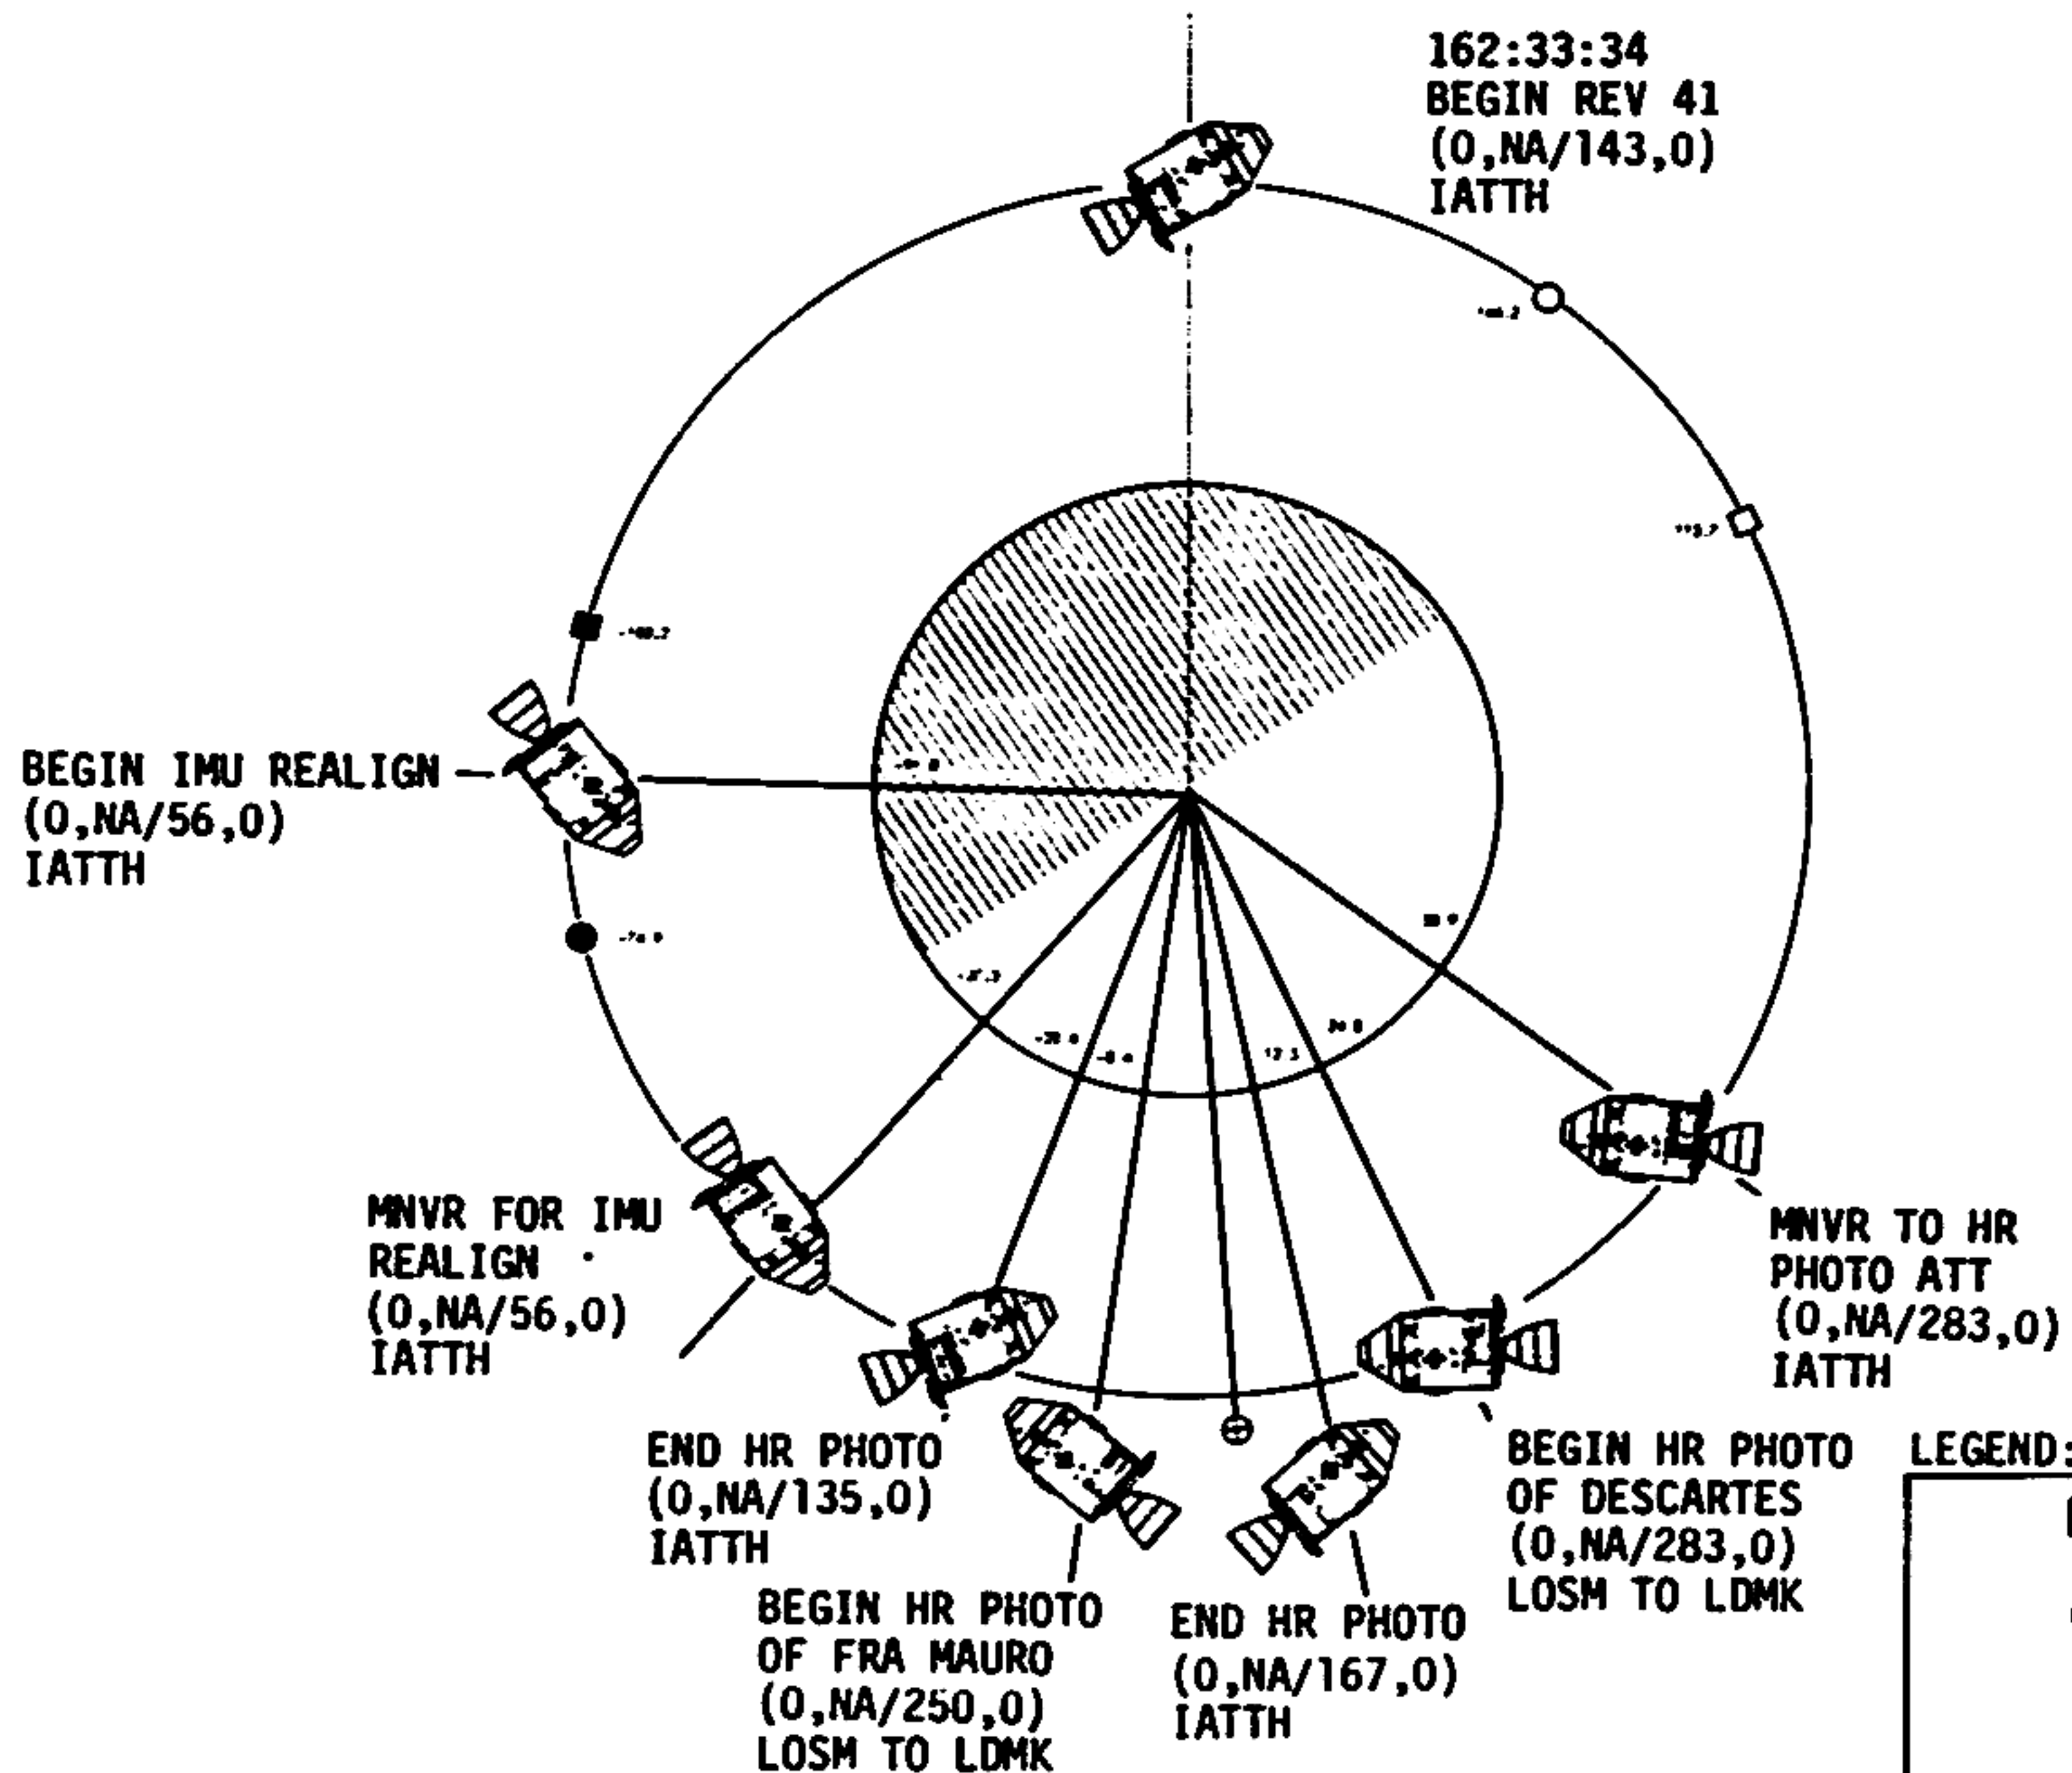 162:33:34
BEGIN REV 41
(0,NA/143,0)
IATTH
BEGIN IMU REALIGN
(0,NA/56,0)
IATTH
MNVR FOR IMU
REALIGN
(0,NA/56,0)
IATTH
MNVR TO HR
PHOTO ATT
(0,NA/283,0)
IATTH
END HR PHOTO
(0,NA/135,0)
IATTH
BEGIN HR PHOTO
OF DESCARTES
(0,NA/283,0)
LOSM TO LDMK
LEGEND:
BEGIN HR PHOTO
OF FRA MAURO
(0,NA/250,0)
LOSM TO LDMK
END HR PHOTO
(0,NA/167,0)
IATTH